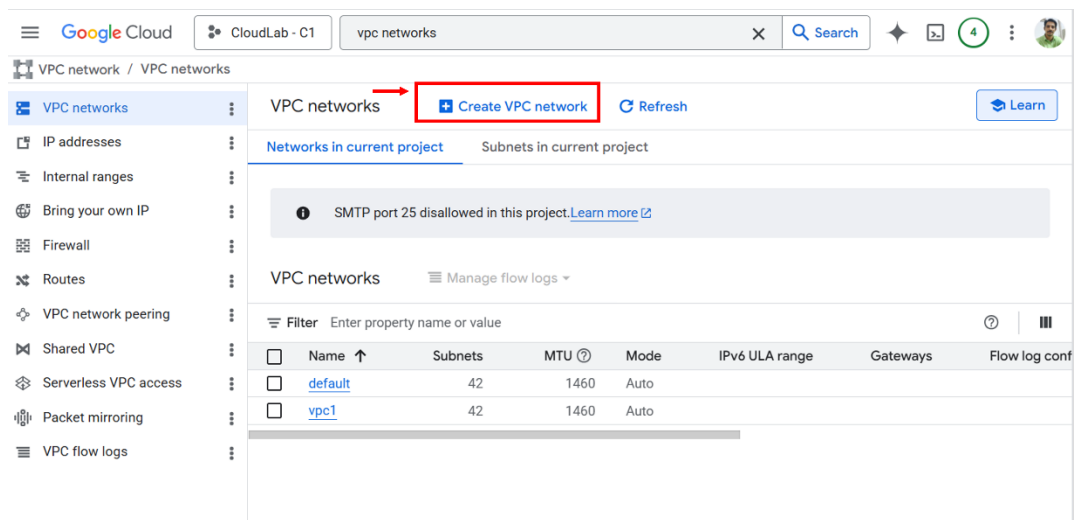 Google Cloud CloudLab - C1 vpc networks Search 4
VPC network / VPC networks
VPC networks
IP addresses
Internal ranges
Bring your own IP
Firewall
Routes
VPC network peering
Shared VPC
Serverless VPC access
Packet mirroring
VPC flow logs
VPC networks Create VPC network Refresh Learn
Networks in current project Subnets in current project
SMTP port 25 disallowed in this project.Learn more
VPC networks Manage flow logs
Filter Enter property name or value
Name Subnets MTU Mode IPv6 ULA range Gateways Flow log conf
default 42 1460 Auto
vpc1 42 1460 Auto